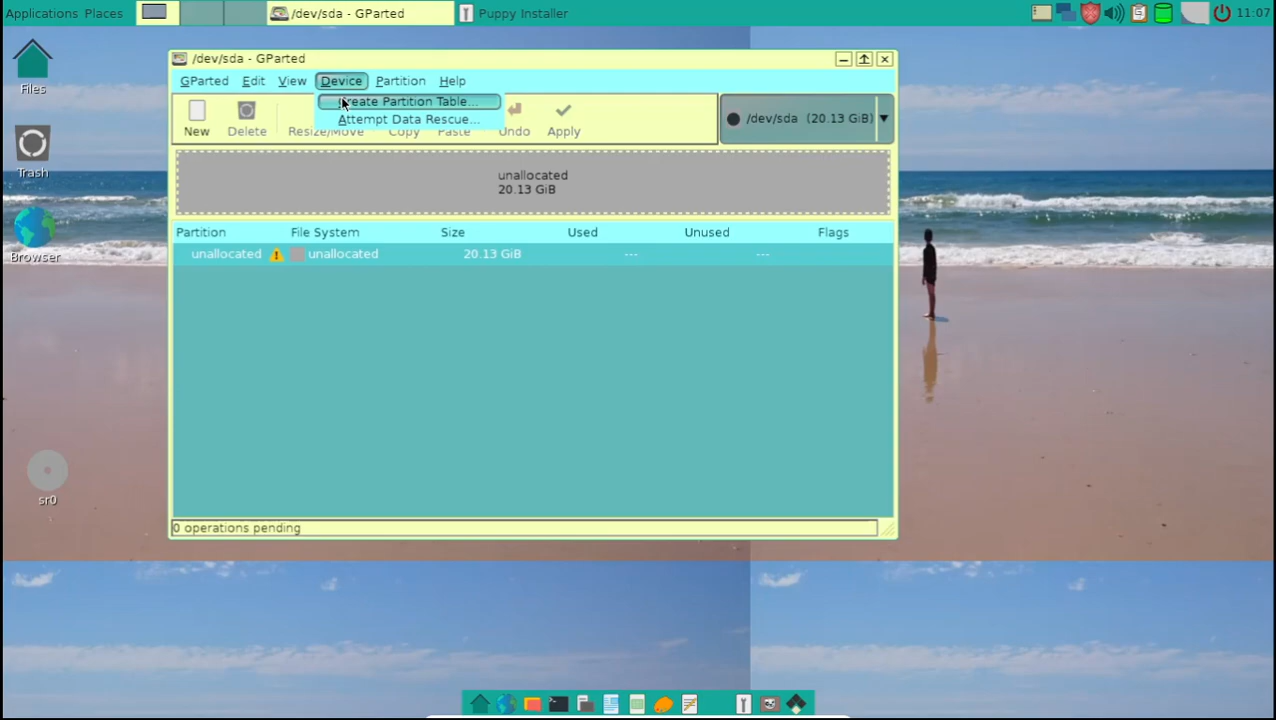 Applications Places
/dev/sda - GParted
Puppy Installer
11:07
Files
Trash
Browser
sr0
/dev/sda - GParted
GParted Edit View Device Partition Help
Create Partition Table...
Attempt Data Rescue...
New Delete Resize/Move Copy Paste Undo Apply
/dev/sda (20.13 GiB)
unallocated
20.13 GiB
Partition File System Size Used Unused Flags
unallocated unallocated 20.13 GiB --- ---
0 operations pending